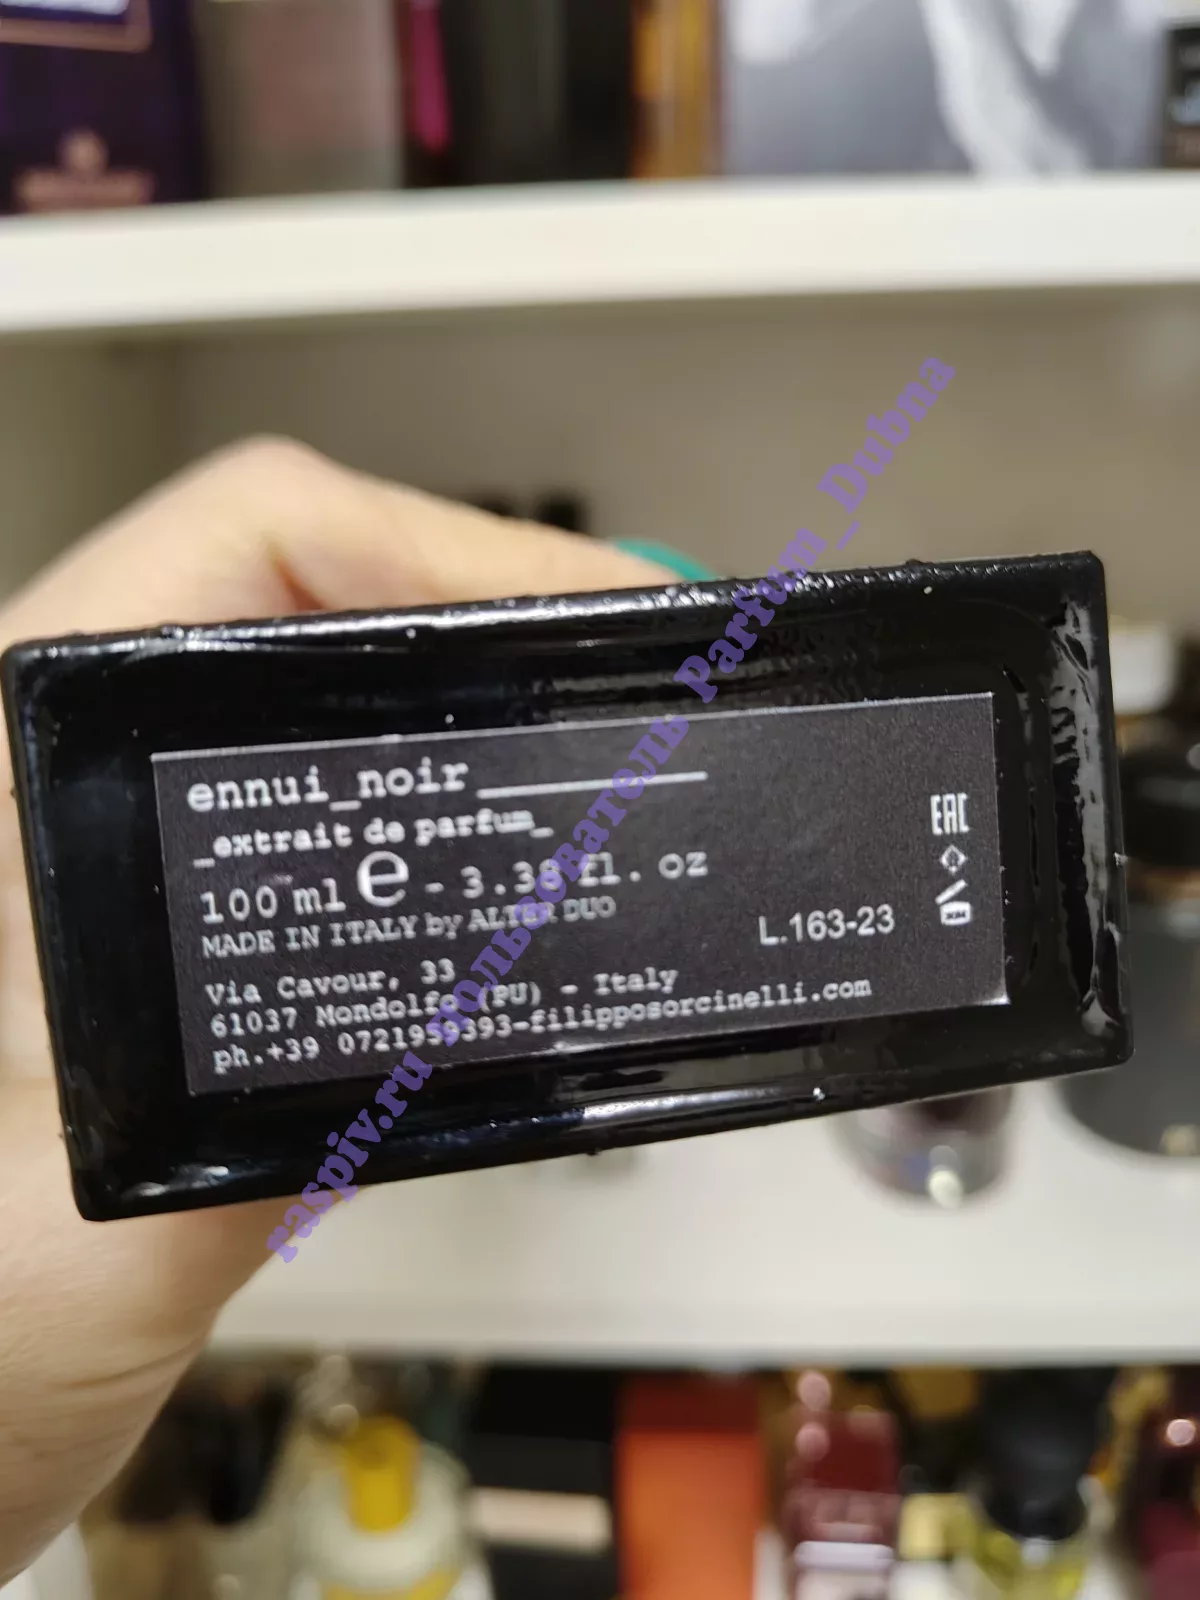 ennui_noir_________
_extrait de parfum_
100 ml e - 3.38 fl. oz
MADE IN ITALY by ALTER DUO
L.163-23
Via Cavour, 33
61037 Mondolfo (PU) - Italy
ph.+39 0721959393-filipposorcinelli.com
EAC
raspiv.ru пользователь Parfum_Dubna